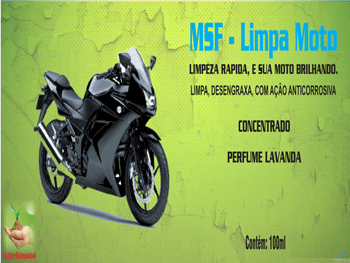 MSF - Limpa Moto
LIMPEZA RAPIDA, E SUA MOTO BRILHANDO.
LIMPA, DESENGRAXA, COM AÇÃO ANTICORROSIVA
CONCENTRADO
PERFUME LAVANDA
Contém: 100ml